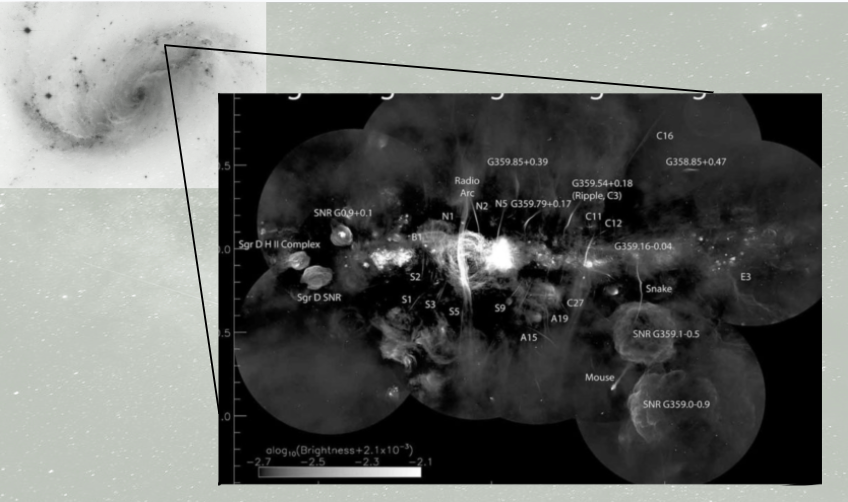 C16
G359.85+0.39
G358.85+0.47
Radio
Arc
G359.54+0.18
(Ripple, C3)
N2
N5
G359.79+0.17
SNR G0.9+0.1
N1
C11
C12
B1
Sgr D H II Complex
G359.16-0.04
S2
E3
Snake
Sgr D SNR
S1
S3
S5
S9
C27
A19
A15
SNR G359.1-0.5
Mouse
SNR G359.0-0.9
alog10(Brightness+2.1x10⁻³)
-2.7
-2.5
-2.3
-2.1